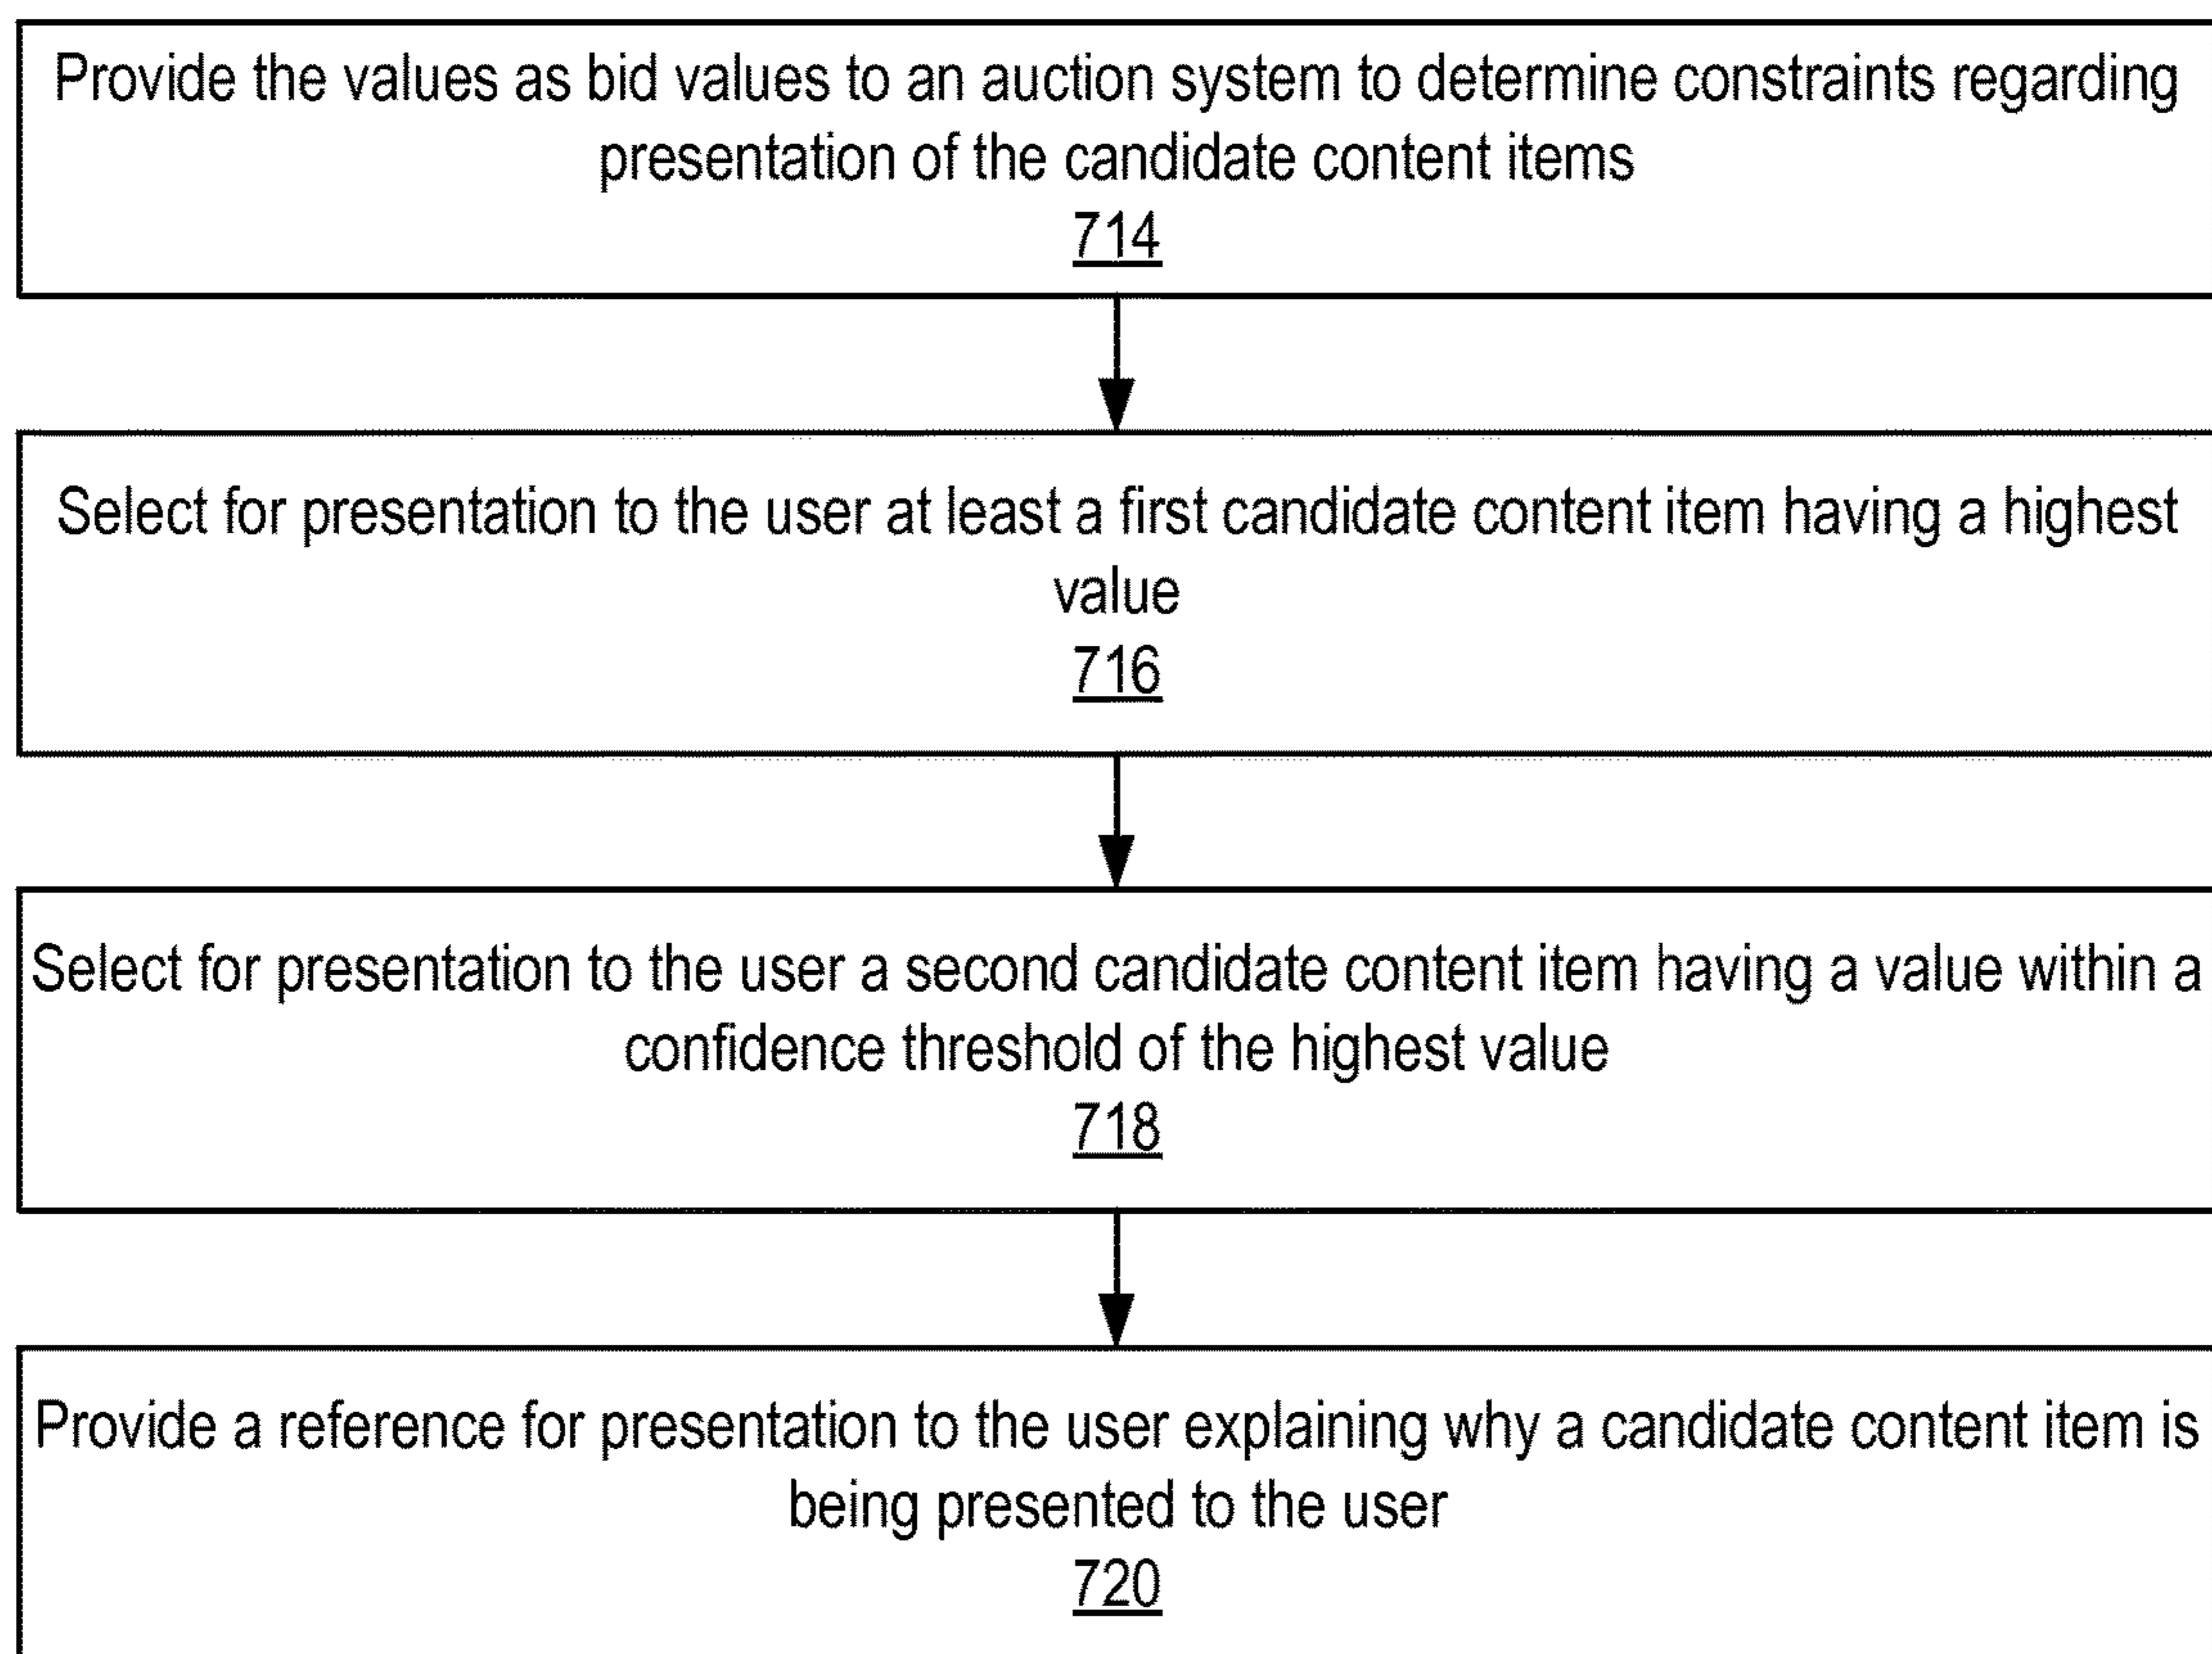 Provide the values as bid values to an auction system to determine constraints regarding
presentation of the candidate content items
714
Select for presentation to the user at least a first candidate content item having a highest
value
716
Select for presentation to the user a second candidate content item having a value within a
confidence threshold of the highest value
718
Provide a reference for presentation to the user explaining why a candidate content item is
being presented to the user
720